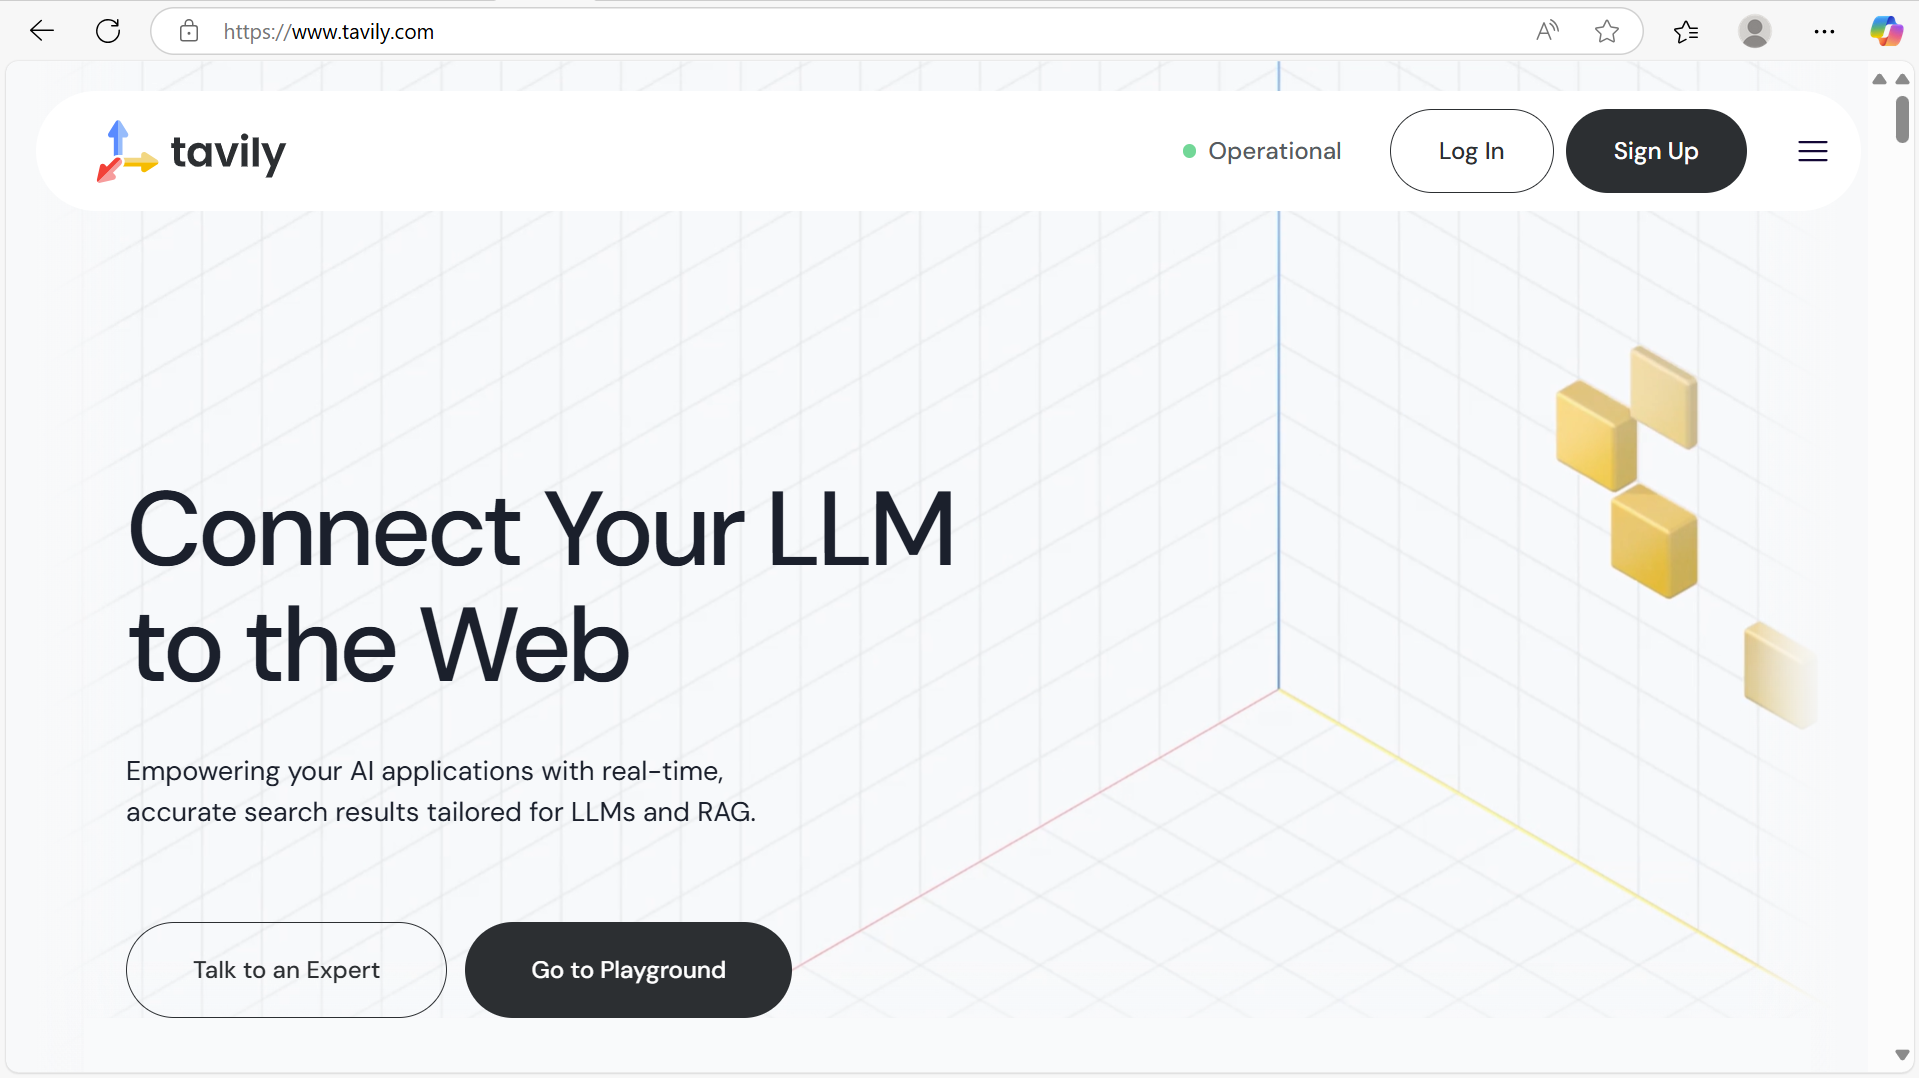 https://www.tavily.com
tavily
Operational
Log In
Sign Up
Connect Your LLM
to the Web
Empowering your AI applications with real-time,
accurate search results tailored for LLMs and RAG.
Talk to an Expert
Go to Playground